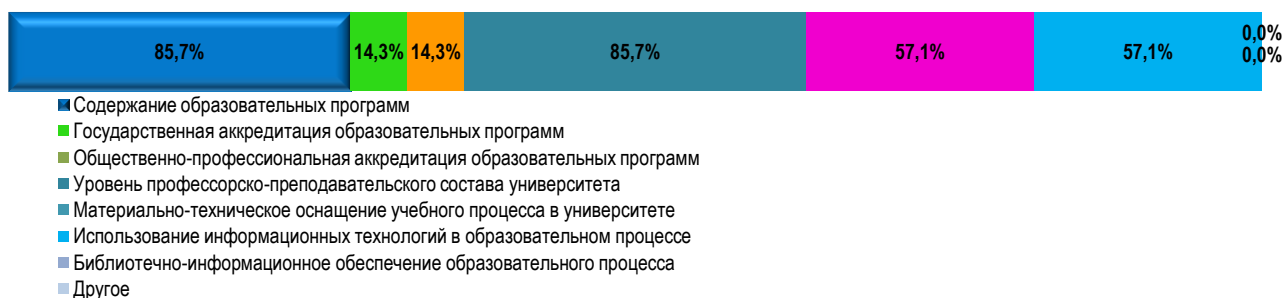 85,7% 14,3% 14,3% 85,7% 57,1% 57,1% 0,0%
0,0%
Содержание образовательных программ
Государственная аккредитация образовательных программ
Общественно-профессиональная аккредитация образовательных программ
Уровень профессорско-преподавательского состава университета
Материально-техническое оснащение учебного процесса в университете
Использование информационных технологий в образовательном процессе
Библиотечно-информационное обеспечение образовательного процесса
Другое